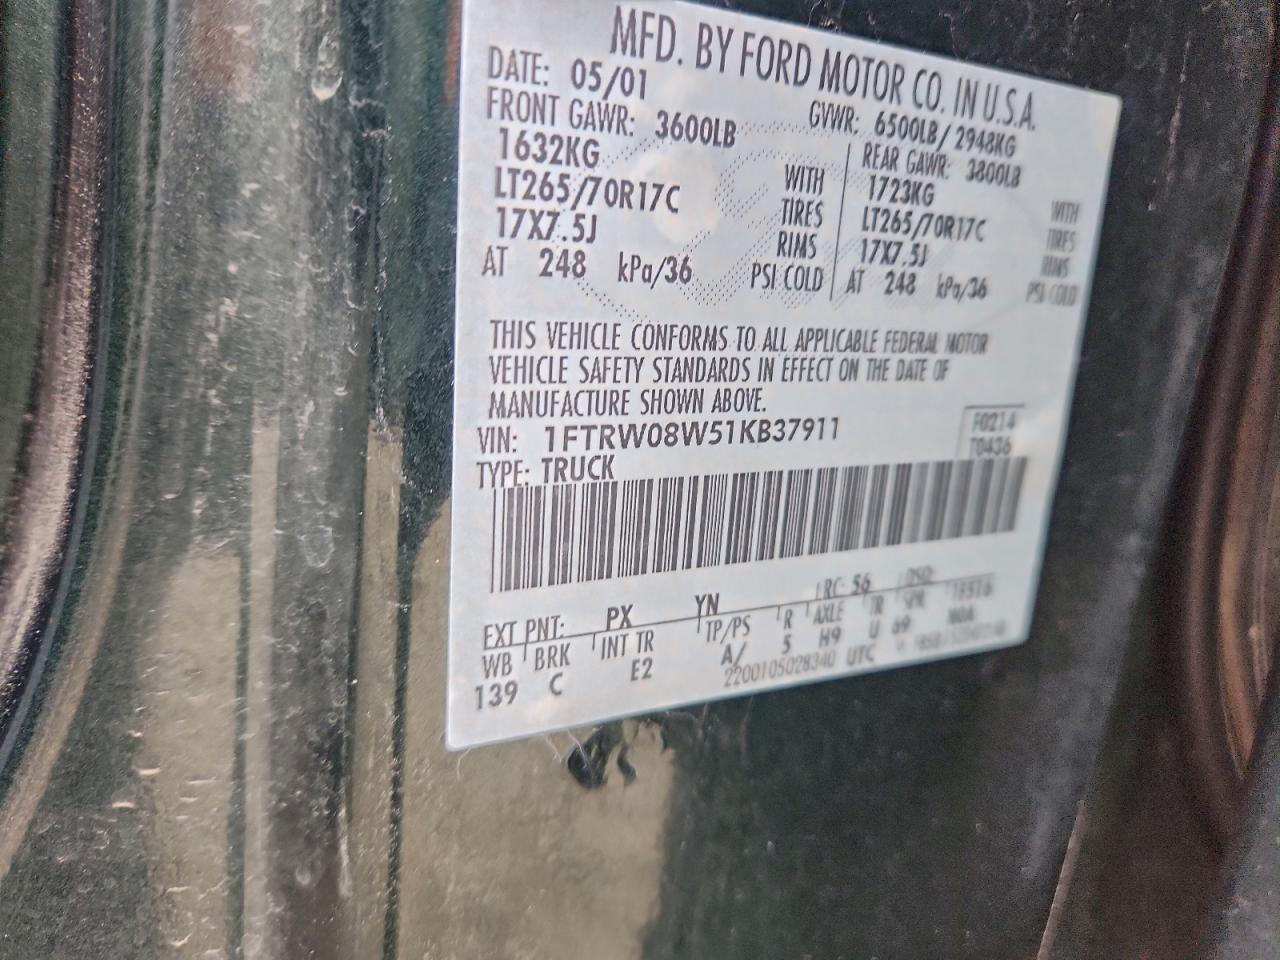 MFD. BY FORD MOTOR CO. IN U.S.A.
DATE: 05/01 GVWR: 6500LB/2948KG
FRONT GAWR: 3600LB REAR GAWR: 3800LB
1632KG WITH 1723KG WITH
LT265/70R17C TIRES LT265/70R17C TIRES
17X7.5J RIMS 17X7.5J RIMS
AT 248 kPa/36 PSI COLD AT 248 kPa/36 PSI COLD
THIS VEHICLE CONFORMS TO ALL APPLICABLE FEDERAL MOTOR
VEHICLE SAFETY STANDARDS IN EFFECT ON THE DATE OF
MANUFACTURE SHOWN ABOVE.
VIN: 1FTRW08W51KB37911 F0214
TYPE: TRUCK T0436
EXT PNT: PX YN RC: 56 DSO:
WB BRK INT TR TP/PS R AXLE TR SPR
139 C E2 A/ 5 H9 U 69
2200105028340 UTC